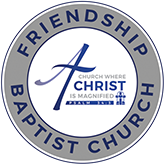 FRIENDSHIP
CHURCH WHERE
CHRIST
IS MAGNIFIED
PSALM 34:3
BAPTIST CHURCH